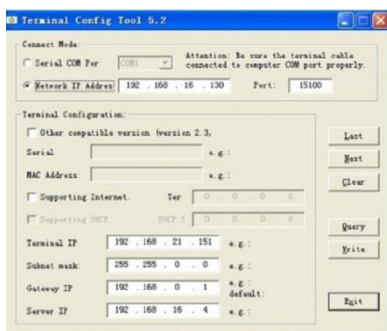 Terminal Config Tool 5.2
Connect Mode:
Serial COM Por COM1 Attention: Be sure the terminal cable connected to computer COM port properly.
Network IP Addres 192 . 168 . 16 . 130 Port: 15100
Terminal Configuration:
Other compatible version (version 2.3,
Serial e.g.:
MAC Address: e.g.:
Supporting Internet. Ter 0 . 0 . 0 . 0
Supporting DHCP. DHCP S 0 . 0 . 0 . 0
Terminal IP 192 . 168 . 21 . 151 e.g.:
Subnet mask: 255 . 255 . 0 . 0 e.g.:
Gateway IP 192 . 168 . 0 . 1 e.g.: default:
Server IP 192 . 168 . 16 . 4 e.g.:
Last
Next
Clear
Query
Write
Exit